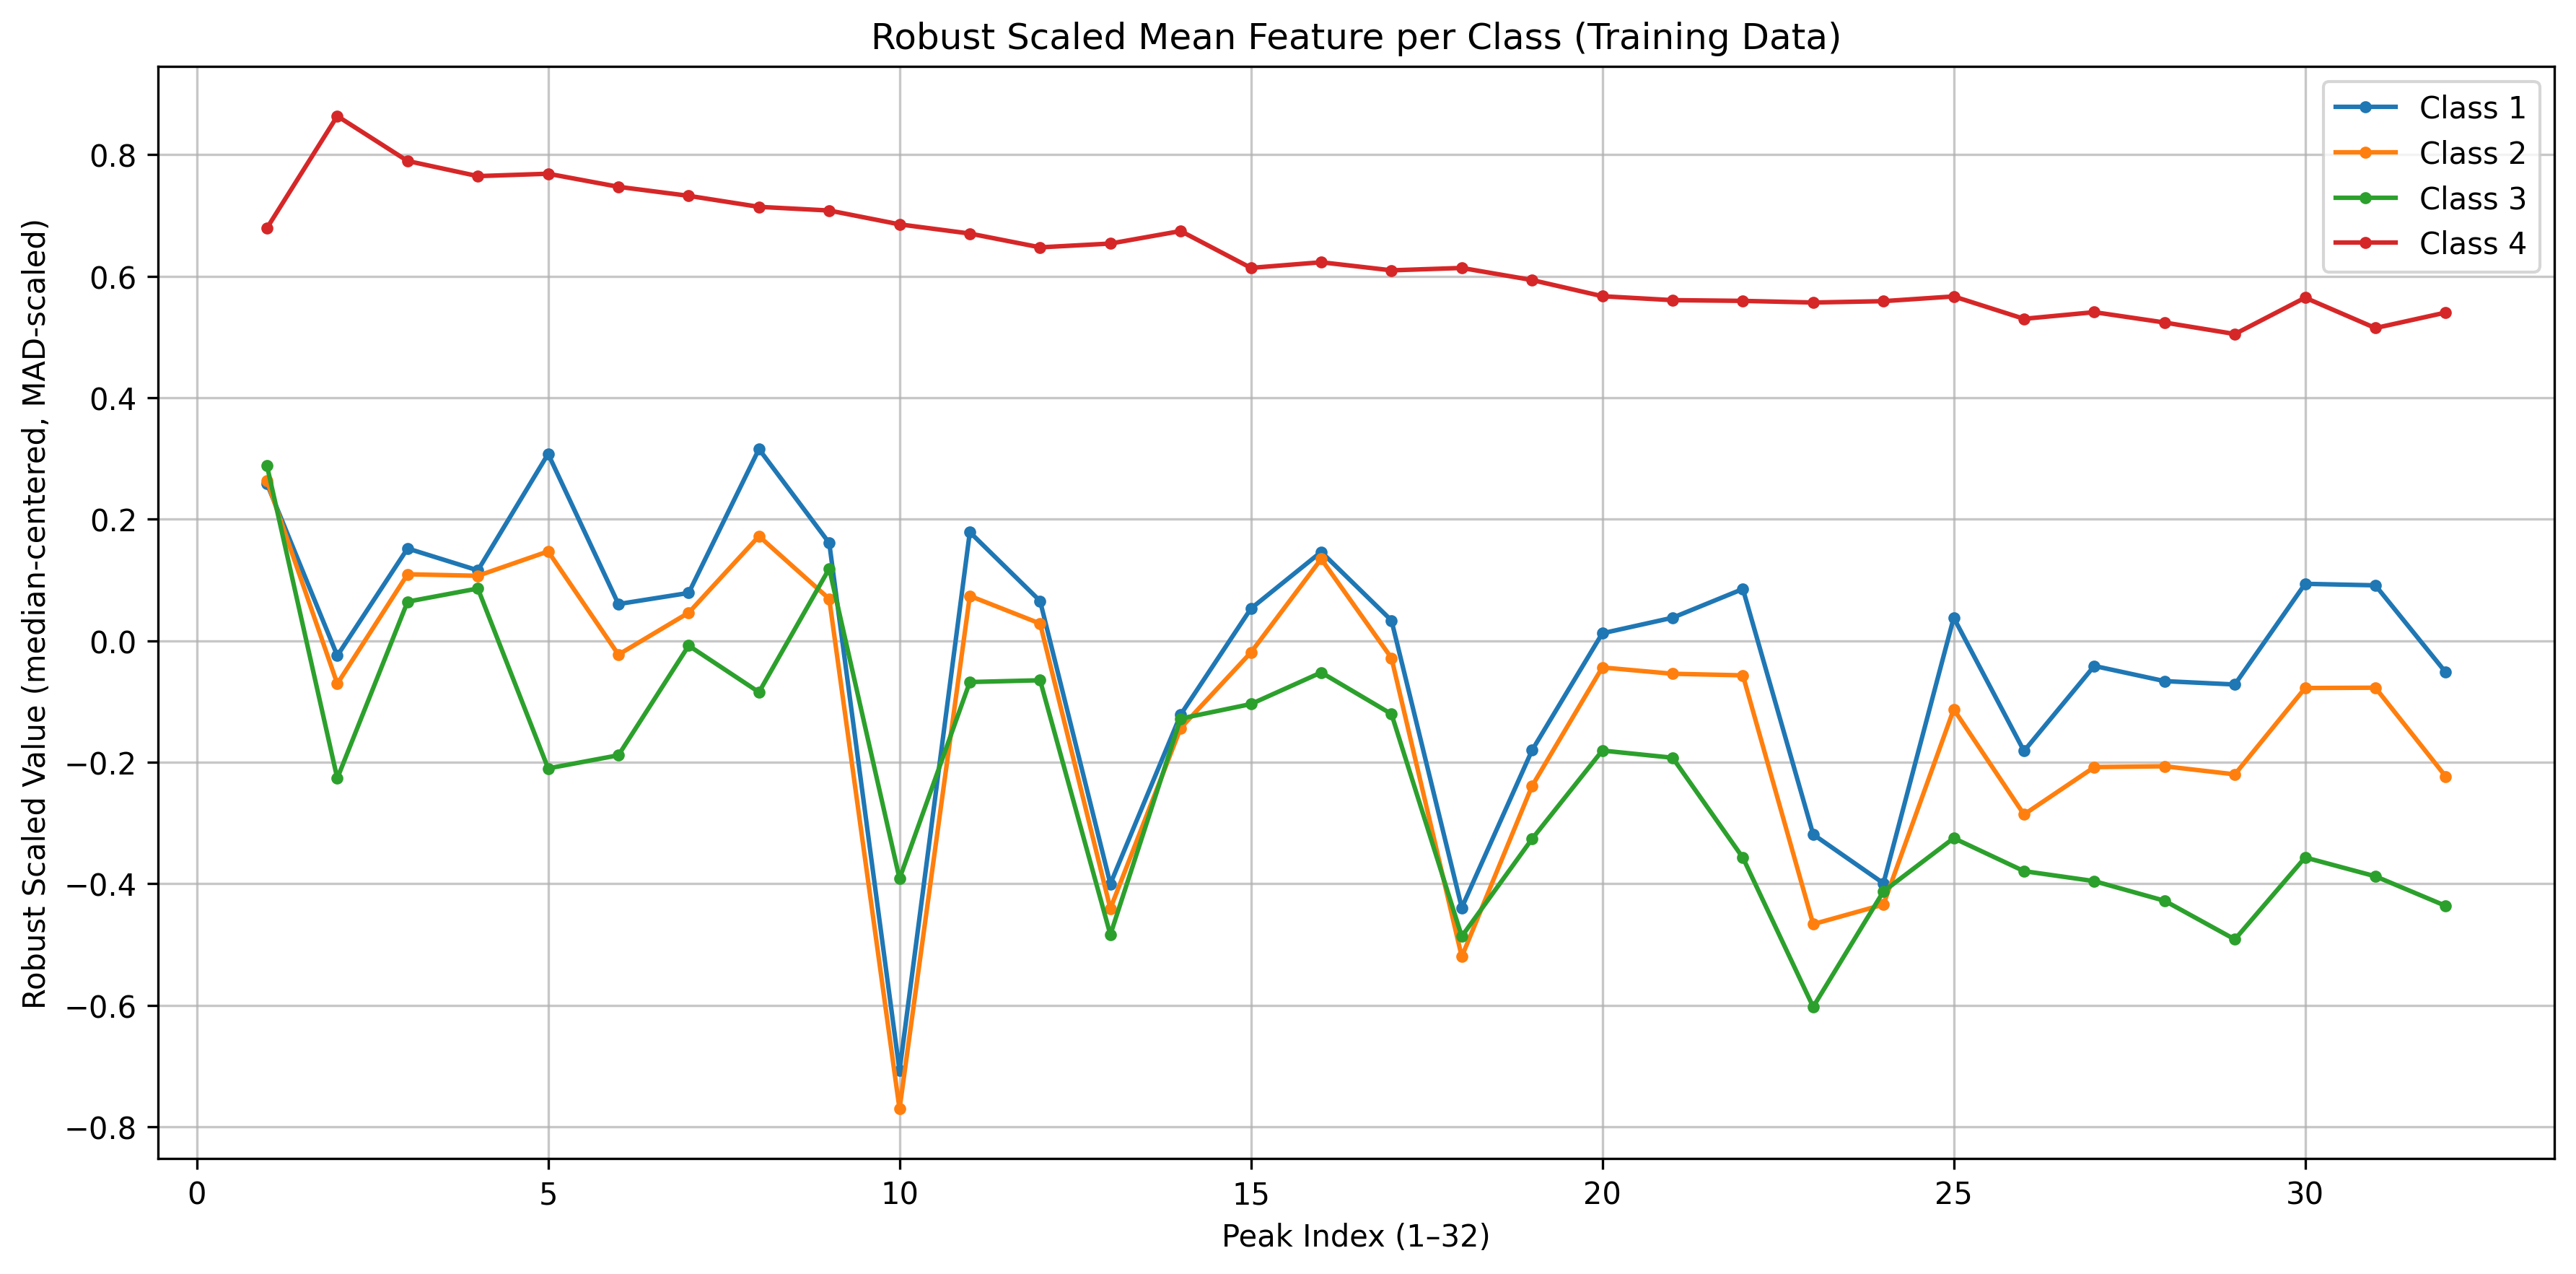 Robust Scaled Mean Feature per Class (Training Data)
Robust Scaled Value (median-centered, MAD-scaled)
0.8
0.6
0.4
0.2
0.0
−0.2
−0.4
−0.6
−0.8
0 5 10 15 20 25 30
Peak Index (1–32)
Class 1
Class 2
Class 3
Class 4